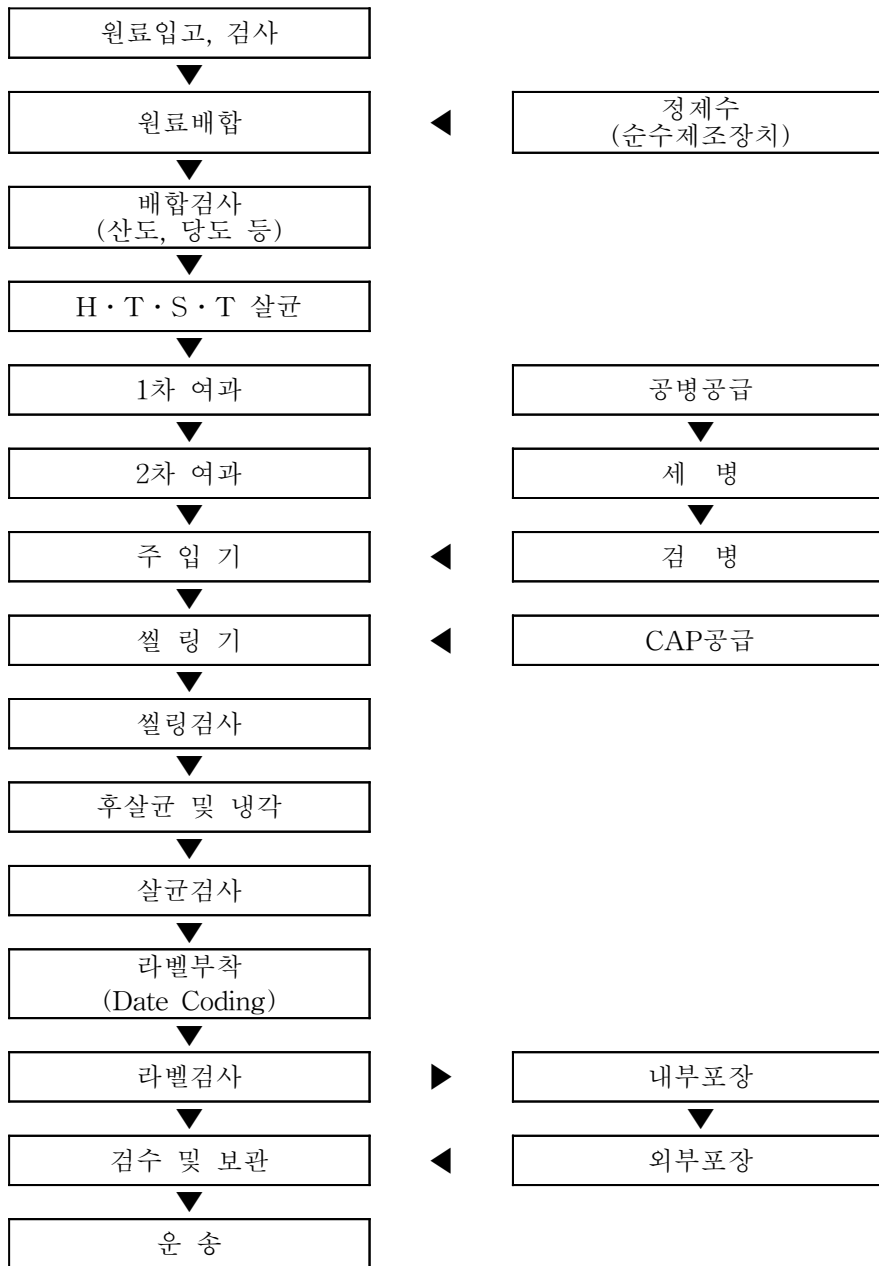 원료입고, 검사
원료배합
정제수
(순수제조장치)
배합검사
(산도, 당도 등)
H·T·S·T 살균
1차 여과
공병공급
2차 여과
세 병
주 입 기
검 병
씰 링 기
CAP공급
씰링검사
후살균 및 냉각
살균검사
라벨부착
(Date Coding)
라벨검사
내부포장
검수 및 보관
외부포장
운 송